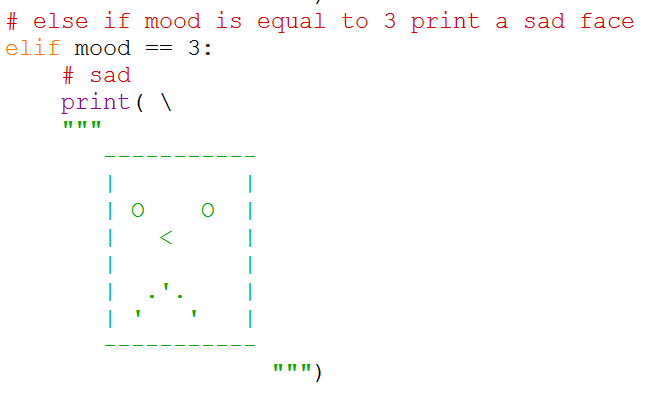 # else if mood is equal to 3 print a sad face
elif mood == 3:
    # sad
    print( \
    """
       -----------
       |         |
       | O    O  |
       |   <     |
       |         |
       |  .'.    |
       | '   '   |
       -----------
                   """)